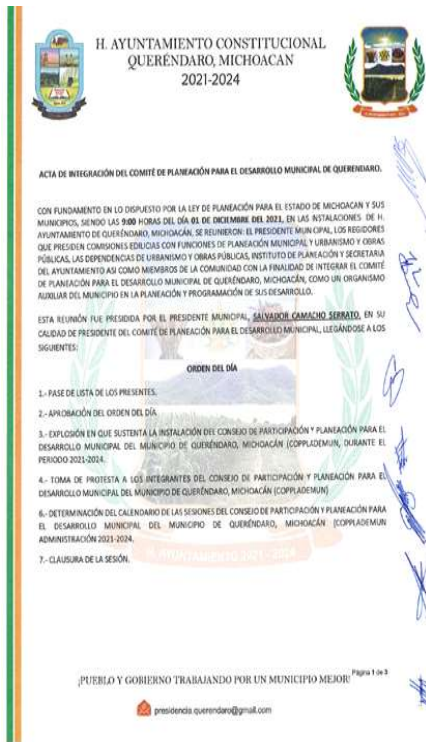 H. AYUNTAMIENTO CONSTITUCIONAL
QUERÉNDARO, MICHOACAN
2021-2024
ACTA DE INTEGRACIÓN DEL COMITÉ DE PLANEACIÓN PARA EL DESARROLLO MUNICIPAL DE QUERENDARO.
CON FUNDAMENTO EN LO DISPUESTO POR LA LEY DE PLANEACIÓN PARA EL ESTADO DE MICHOACAN Y SUS
MUNICIPIOS, SIENDO LAS 9:00 HORAS DEL DÍA 01 DE DICIEMBRE DEL 2021, EN LAS INSTALACIONES DE H.
AYUNTAMIENTO DE QUERÉNDARO, MICHOACÁN, SE REUNIERON: EL PRESIDENTE MUNICIPAL, LOS REGIDORES
QUE PRESIDEN COMISIONES EDILICIAS CON FUNCIONES DE PLANEACIÓN MUNICIPAL Y URBANISMO Y OBRAS
PÚBLICAS, LAS DEPENDENCIAS DE URBANISMO Y OBRAS PÚBLICAS, INSTITUTO DE PLANEACIÓN Y SECRETARIA
DEL AYUNTAMIENTO ASÍ COMO MIEMBROS DE LA COMUNIDAD CON LA FINALIDAD DE INTEGRAR EL COMITÉ
DE PLANEACIÓN PARA EL DESARROLLO MUNICIPAL DE QUERÉNDARO, MICHOACÁN, COMO UN ORGANISMO
AUXILIAR DEL MUNICIPIO EN LA PLANEACIÓN Y PROGRAMACIÓN DE SUS DESARROLLO.
ESTA REUNIÓN FUE PRESIDIDA POR EL PRESIDENTE MUNICIPAL, SALVADOR CAMACHO SERRATO, EN SU
CALIDAD DE PRESIDENTE DEL COMITÉ DE PLANEACIÓN PARA EL DESARROLLO MUNICIPAL, LLEGÁNDOSE A LOS
SIGUIENTES:
ORDEN DEL DÍA
1.- PASE DE LISTA DE LOS PRESENTES.
2.- APROBACIÓN DEL ORDEN DEL DÍA.
3.- EXPLOSIÓN EN QUE SUSTENTA LA INSTALACIÓN DEL CONSEJO DE PARTICIPACIÓN Y PLANEACIÓN PARA EL
DESARROLLO MUNICIPAL DEL MUNICIPIO DE QUERÉNDARO, MICHOACÁN (COPPLADEMUN, DURANTE EL
PERIODO 2021-2024.
4.- TOMA DE PROTESTA A LOS INTEGRANTES DEL CONSEJO DE PARTICIPACIÓN Y PLANEACIÓN PARA EL
DESARROLLO MUNICIPAL DEL MUNICIPIO DE QUERÉNDARO, MICHOACÁN (COPPLADEMUN)
6.- DETERMINACIÓN DEL CALENDARIO DE LAS SESIONES DEL CONSEJO DE PARTICIPACIÓN Y PLANEACIÓN PARA
EL DESARROLLO MUNICIPAL DEL MUNICIPIO DE QUERÉNDARO, MICHOACÁN (COPPLADEMUN
ADMINISTRACIÓN 2021-2024.
7.- CLAUSURA DE LA SESIÓN.
H. AYUNTAMIENTO 2021 - 2024
¡PUEBLO Y GOBIERNO TRABAJANDO POR UN MUNICIPIO MEJOR!
Página 1 de 3
presidencia.querendaro@gmail.com